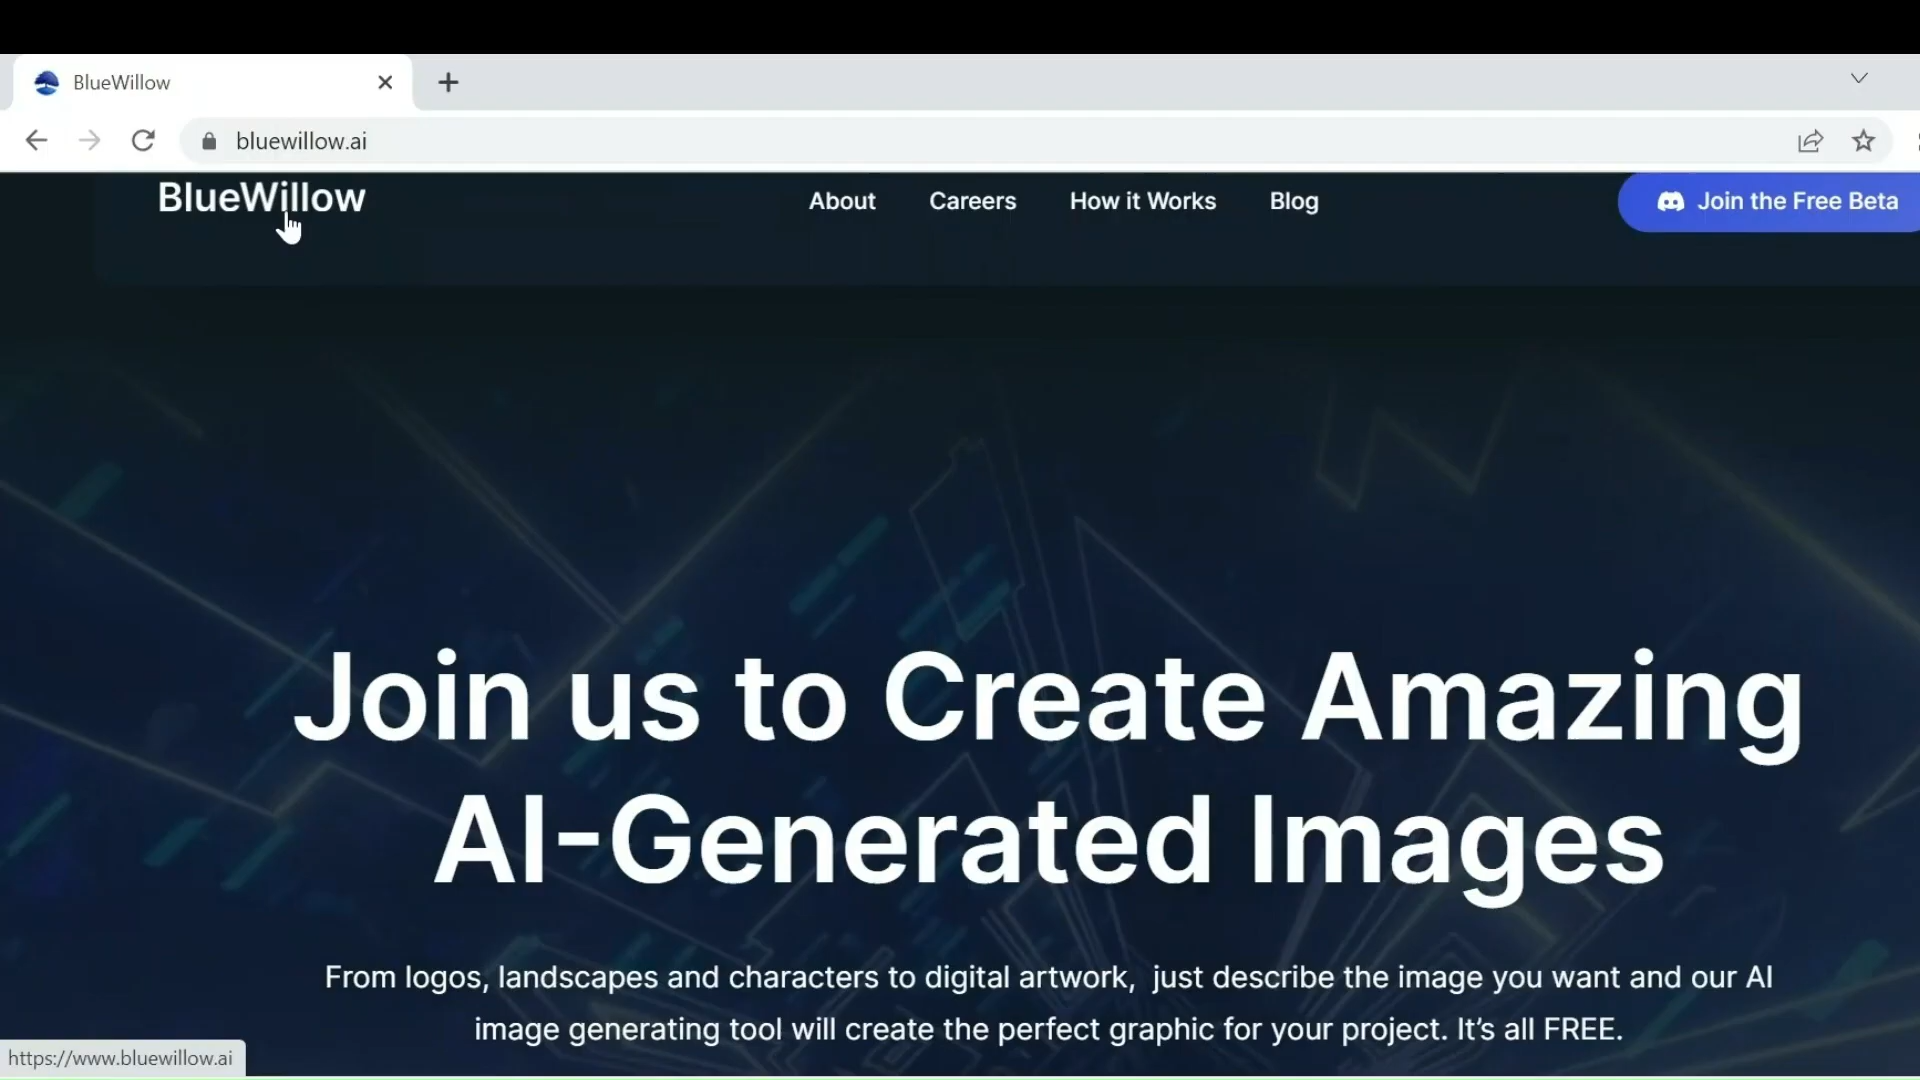 BlueWillow
bluewillow.ai
BlueWillow
About
Careers
How it Works
Blog
Join the Free Beta
Join us to Create Amazing
AI-Generated Images
From logos, landscapes and characters to digital artwork, just describe the image you want and our AI
image generating tool will create the perfect graphic for your project. It’s all FREE.
https://www.bluewillow.ai